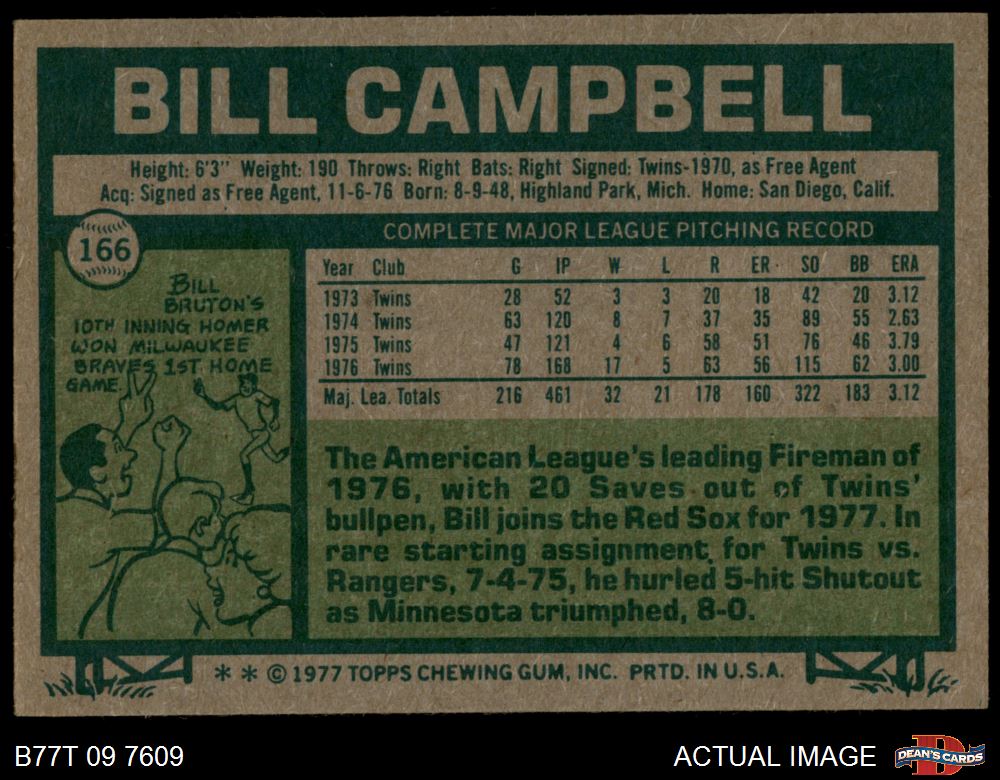 BILL CAMPBELL
Height: 6'3" Weight: 190 Throws: Right Bats: Right Signed: Twins-1970, as Free Agent
Acq: Signed as Free Agent, 11-6-76 Born: 8-9-48, Highland Park, Mich. Home: San Diego, Calif.
166
BILL
BRUTON'S
10TH INNING HOMER
WON MILWAUKEE
BRAVES 1ST HOME
GAME.
COMPLETE MAJOR LEAGUE PITCHING RECORD
Year Club G IP W L R ER SO BB ERA
1973 Twins 28 52 3 3 20 18 42 20 3.12
1974 Twins 63 120 8 7 37 35 89 55 2.63
1975 Twins 47 121 4 6 58 51 76 46 3.79
1976 Twins 78 168 17 5 63 56 115 62 3.00
Maj. Lea. Totals 216 461 32 21 178 160 322 183 3.12
The American League's leading Fireman of
1976, with 20 Saves out of Twins'
bullpen, Bill joins the Red Sox for 1977. In
rare starting assignment for Twins vs.
Rangers, 7-4-75, he hurled 5-hit Shutout
as Minnesota triumphed, 8-0.
* * © 1977 TOPPS CHEWING GUM, INC. PRTD. IN U.S.A.
B77T 09 7609
ACTUAL IMAGE
D
DEAN'S CARDS